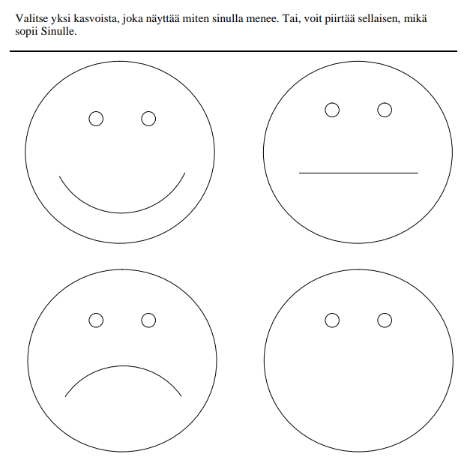 Valitse yksi kasvoista, joka näyttää miten sinulla menee. Tai, voit piirtää sellaisen, mikä
sopii Sinulle.